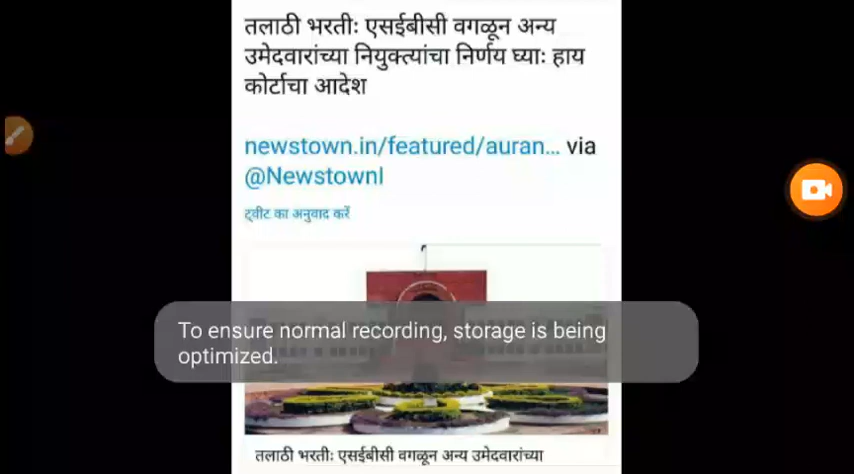 तलाठी भरतीः एसईबीसी वगळून अन्य
उमेदवारांच्या नियुक्त्यांचा निर्णय घ्याः हाय
कोर्टाचा आदेश
newstown.in/featured/auran... via
@NewstownI
ट्वीट का अनुवाद करें
To ensure normal recording, storage is being
optimized.
तलाठी भरतीः एसईबीसी वगळून अन्य उमेदवारांच्या